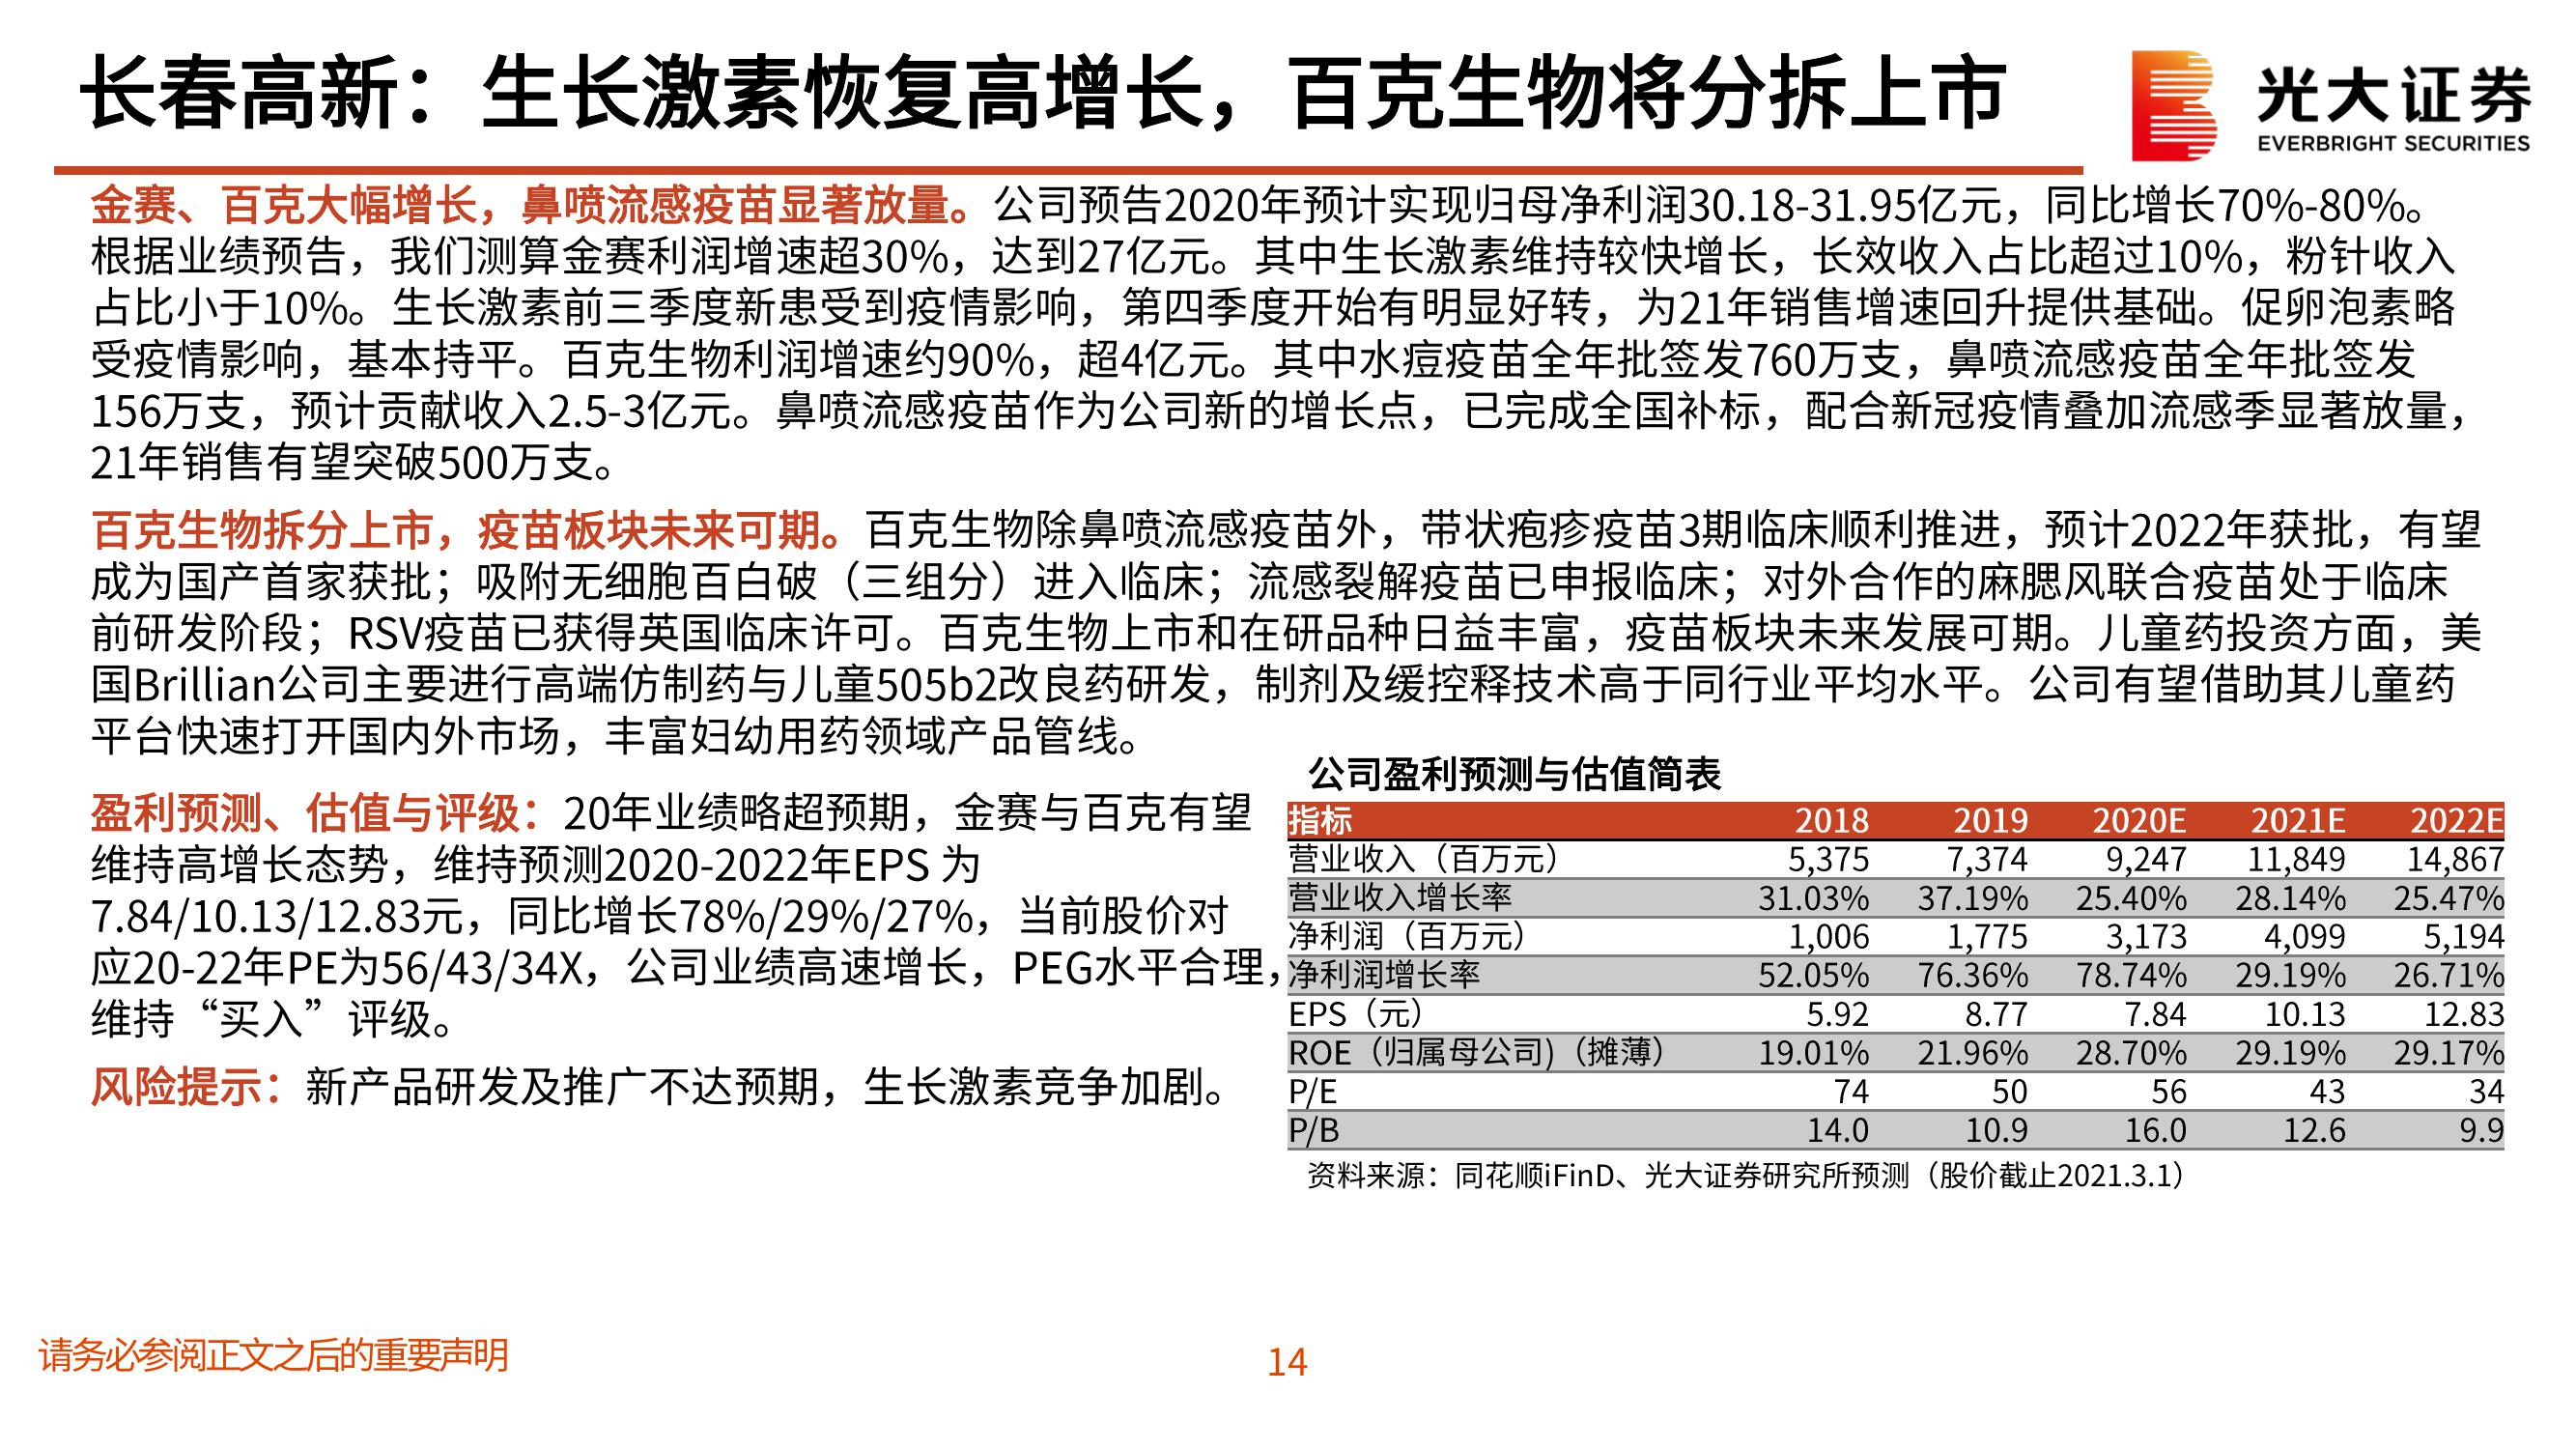 长春高新：生长激素恢复高增长，百克生物将分拆上市
光大证券
EVERBRIGHT SECURITIES
金赛、百克大幅增长，鼻喷流感疫苗显著放量。公司预告2020年预计实现归母净利润30.18-31.95亿元，同比增长70%-80%。
根据业绩预告，我们测算金赛利润增速超30%，达到27亿元。其中生长激素维持较快增长，长效收入占比超过10%，粉针收入
占比小于10%。生长激素前三季度新患受到疫情影响，第四季度开始有明显好转，为21年销售增速回升提供基础。促卵泡素略
受疫情影响，基本持平。百克生物利润增速约90%，超4亿元。其中水痘疫苗全年批签发760万支，鼻喷流感疫苗全年批签发
156万支，预计贡献收入2.5-3亿元。鼻喷流感疫苗作为公司新的增长点，已完成全国补标，配合新冠疫情叠加流感季显著放量，
21年销售有望突破500万支。
百克生物拆分上市，疫苗板块未来可期。百克生物除鼻喷流感疫苗外，带状疱疹疫苗3期临床顺利推进，预计2022年获批，有望
成为国产首家获批；吸附无细胞百白破（三组分）进入临床；流感裂解疫苗已申报临床；对外合作的麻腮风联合疫苗处于临床
前研发阶段；RSV疫苗已获得英国临床许可。百克生物上市和在研品种日益丰富，疫苗板块未来发展可期。儿童药投资方面，美
国Brillian公司主要进行高端仿制药与儿童505b2改良药研发，制剂及缓控释技术高于同行业平均水平。公司有望借助其儿童药
平台快速打开国内外市场，丰富妇幼用药领域产品管线。
盈利预测、估值与评级：20年业绩略超预期，金赛与百克有望
维持高增长态势，维持预测2020-2022年EPS 为
7.84/10.13/12.83元，同比增长78%/29%/27%，当前股价对
应20-22年PE为56/43/34X，公司业绩高速增长，PEG水平合理，
维持“买入”评级。
风险提示：新产品研发及推广不达预期，生长激素竞争加剧。
公司盈利预测与估值简表
指标 2018 2019 2020E 2021E 2022E
营业收入（百万元） 5,375 7,374 9,247 11,849 14,867
营业收入增长率 31.03% 37.19% 25.40% 28.14% 25.47%
净利润（百万元） 1,006 1,775 3,173 4,099 5,194
净利润增长率 52.05% 76.36% 78.74% 29.19% 26.71%
EPS（元） 5.92 8.77 7.84 10.13 12.83
ROE（归属母公司)（摊薄） 19.01% 21.96% 28.70% 29.19% 29.17%
P/E 74 50 56 43 34
P/B 14.0 10.9 16.0 12.6 9.9
资料来源：同花顺iFinD、光大证券研究所预测（股价截止2021.3.1）
请务必参阅正文之后的重要声明
14